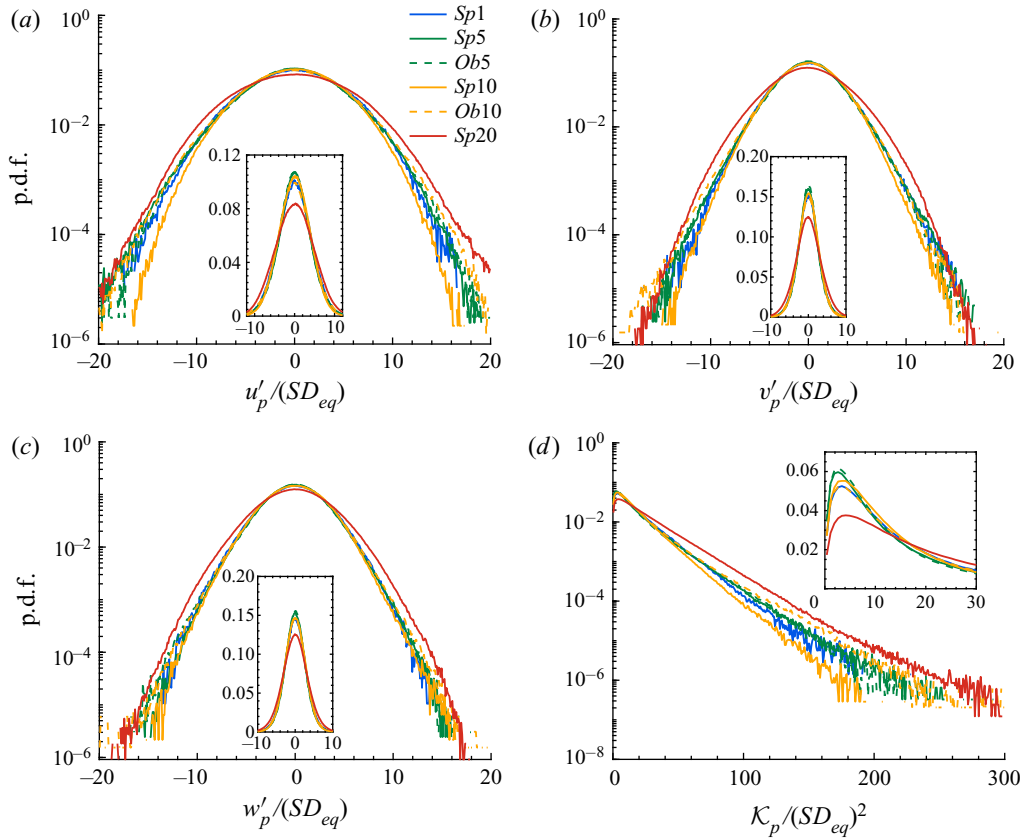 (a)
10^0
10^−2
10^−4
10^−6
p.d.f.
Sp1
Sp5
Ob5
Sp10
Ob10
Sp20
0.12
0.08
0.04
0
−10 0 10
−20 −10 0 10 20
u′_p/(SD_eq)
(b)
10^0
10^−2
10^−4
10^−6
0.20
0.15
0.10
0.05
0
−10 0 10
−20 −10 0 10 20
v′_p/(SD_eq)
(c)
10^0
10^−2
10^−4
10^−6
p.d.f.
0.20
0.15
0.10
0.05
0
−10 0 10
−20 −10 0 10 20
w′_p/(SD_eq)
(d)
10^0
10^−2
10^−4
10^−6
10^−8
0.06
0.04
0.02
0 10 20 30
0 100 200 300
𝒦_p/(SD_eq)^2